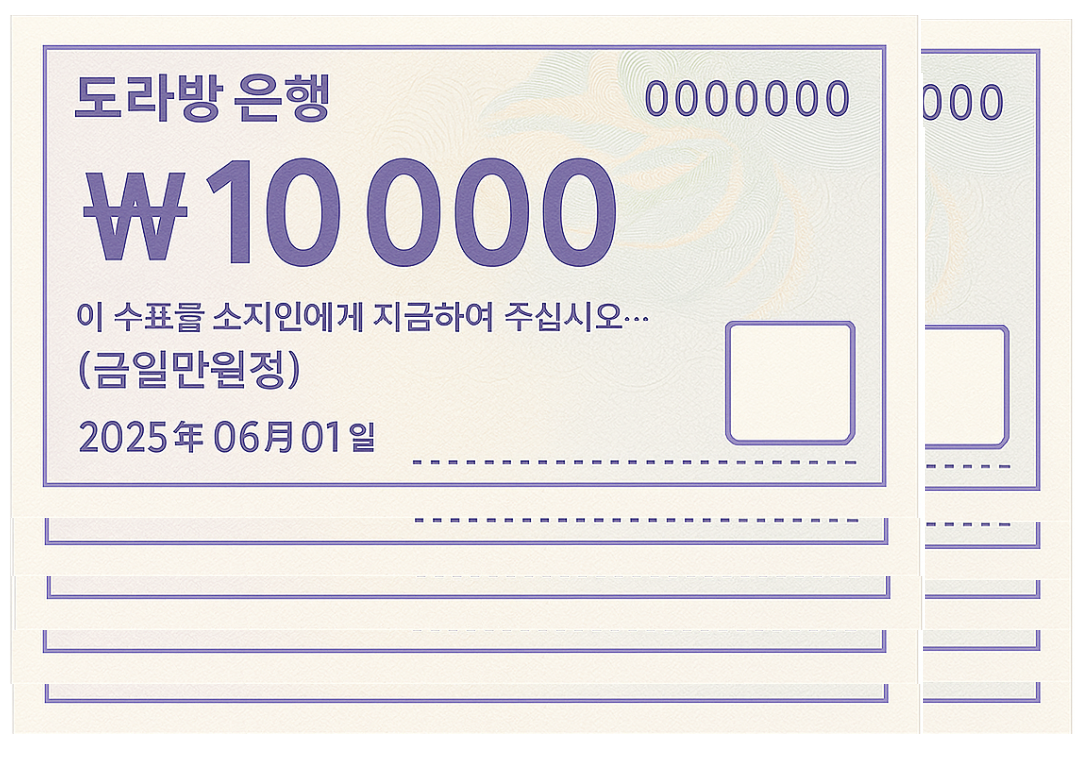 도라방 은행 0000000
000
₩10 000
이 수표를 소지인에게 지금하여 주십시오…
(금일만원정)
2025年 06月 01일